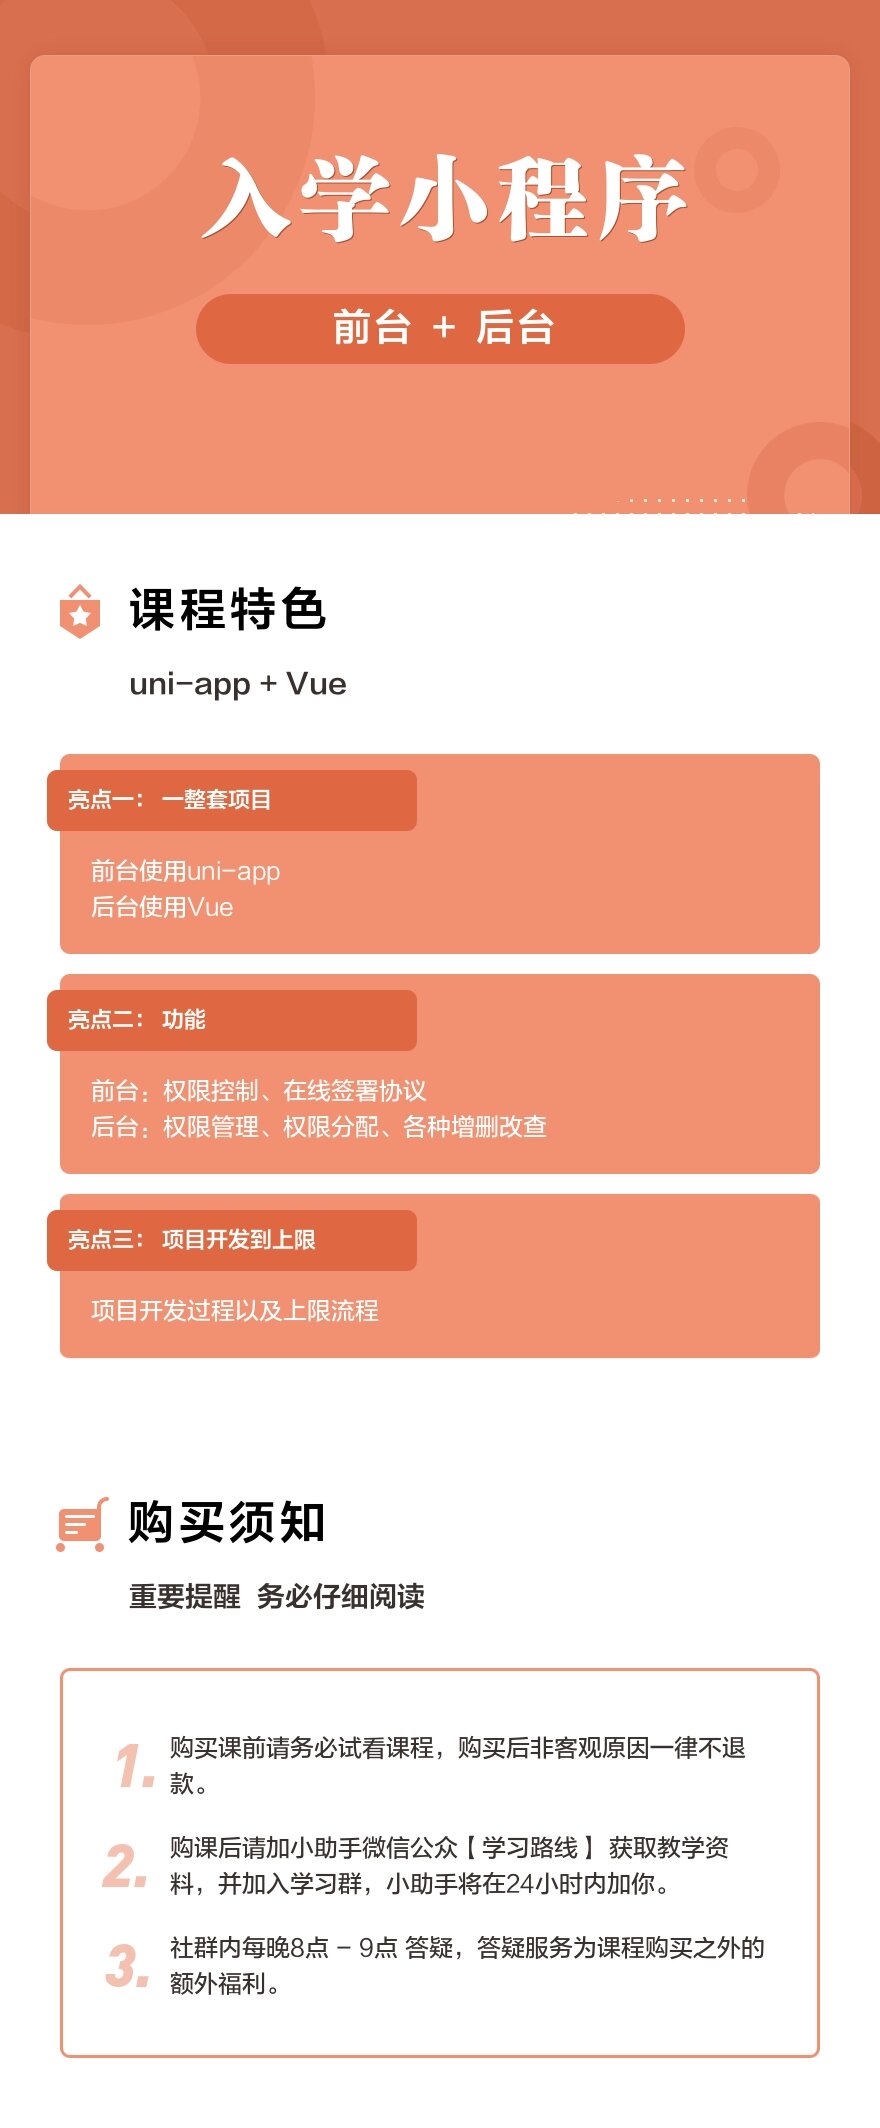 入学小程序
前台 + 后台
课程特色
uni-app + Vue
亮点一： 一整套项目
前台使用uni-app
后台使用Vue
亮点二： 功能
前台：权限控制、在线签署协议
后台：权限管理、权限分配、各种增删改查
亮点三： 项目开发到上限
项目开发过程以及上限流程
购买须知
重要提醒 务必仔细阅读
1. 购买课前请务必试看课程，购买后非客观原因一律不退
款。
2. 购课后请加小助手微信公众【 学习路线 】 获取教学资
料，并加入学习群，小助手将在24小时内加你。
3. 社群内每晚8点 - 9点 答疑，答疑服务为课程购买之外的
额外福利。